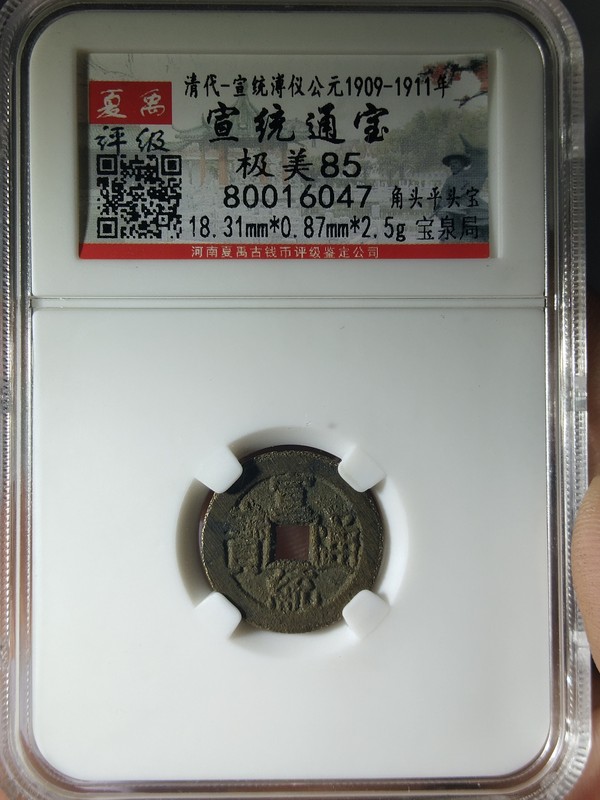 清代-宣统溥仪公元1909-1911年
夏禹
评级
宣统通宝
极美85
80016047 角头平头宝
18.31mm*0.87mm*2.5g 宝泉局
河南夏禹古钱币评级鉴定公司
宣
寳 通
統